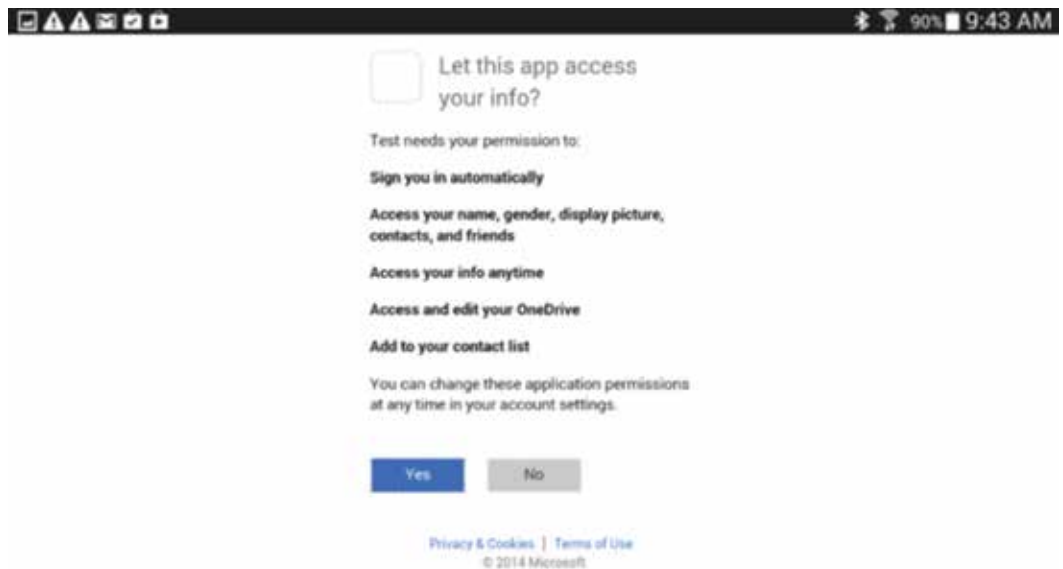 90% 9:43 AM
Let this app access
your info?
Test needs your permission to:
Sign you in automatically
Access your name, gender, display picture,
contacts, and friends
Access your info anytime
Access and edit your OneDrive
Add to your contact list
You can change these application permissions
at any time in your account settings.
Yes No
Privacy & Cookies | Terms of Use
© 2014 Microsoft